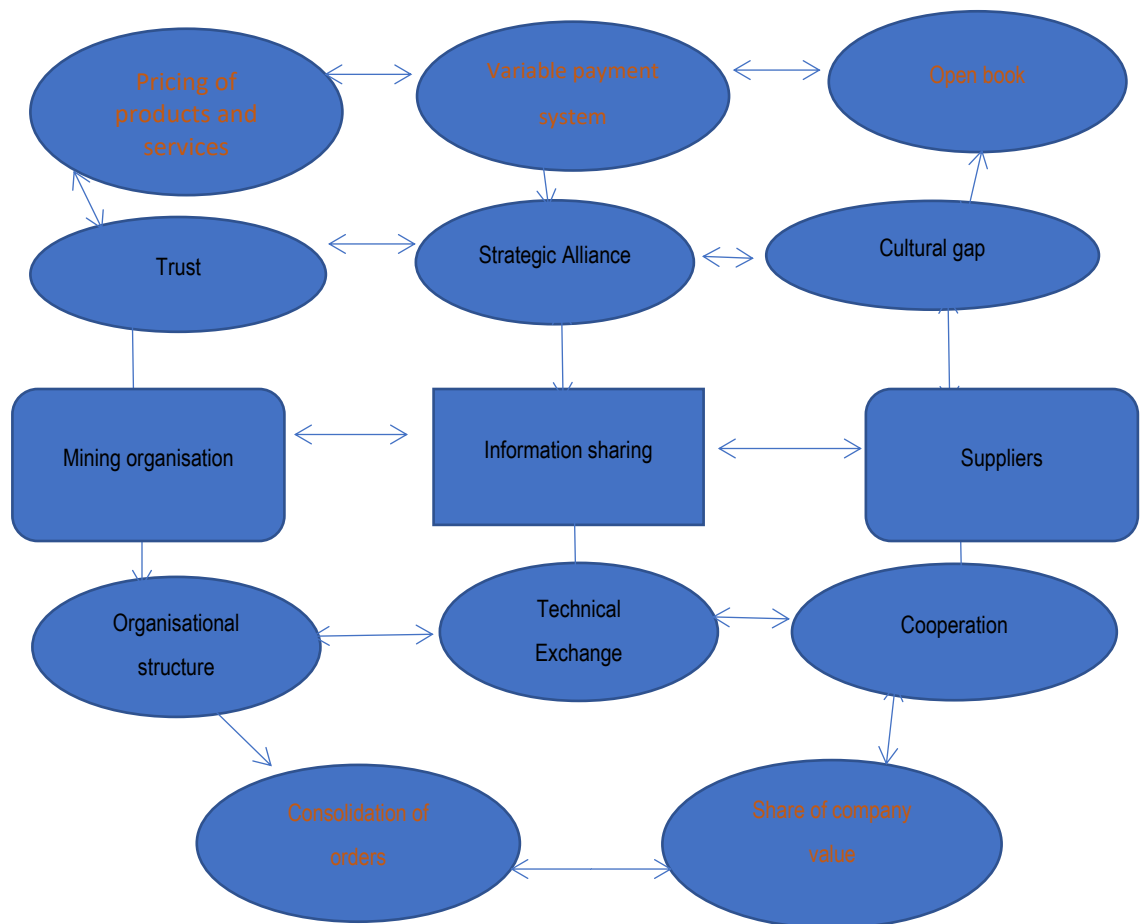 Pricing of
products and
services
Variable payment
system
Open book
Trust
Strategic Alliance
Cultural gap
Mining organisation
Information sharing
Suppliers
Organisational
structure
Technical
Exchange
Cooperation
Consolidation of
orders
Share of company
value